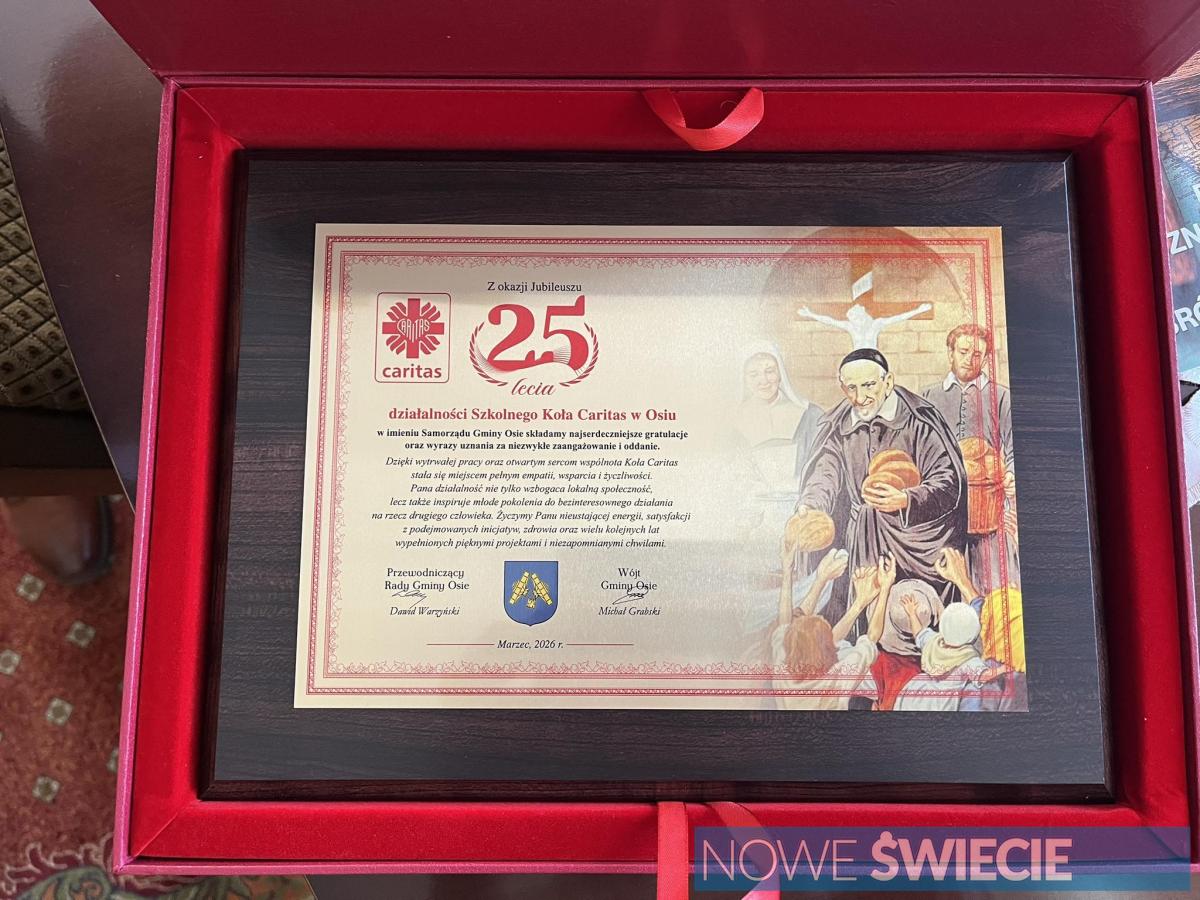 Z okazji Jubileuszu
CARITAS
caritas
25
lecia
działalności Szkolnego Koła Caritas w Osiu
w imieniu Samorządu Gminy Osie składamy najserdeczniejsze gratulacje
oraz wyrazy uznania za niezwykłe zaangażowanie i oddanie.
Dzięki wytrwałej pracy oraz otwartym sercom wspólnota Koła Caritas
stała się miejscem pełnym empatii, wsparcia i życzliwości.
Pana działalność nie tylko wzbogaca lokalną społeczność,
lecz także inspiruje młode pokolenia do bezinteresownego działania
na rzecz drugiego człowieka. Życzymy Panu nieustającej energii, satysfakcji
z podejmowanych inicjatyw, zdrowia oraz wielu kolejnych lat
wypełnionych pięknymi projektami i niezapomnianymi chwilami.
Przewodniczący
Rady Gminy Osie
Dawid Warzyński
Wójt
Gminy Osie
Michał Grabski
Marzec, 2026 r.
NOWE ŚWIECIE